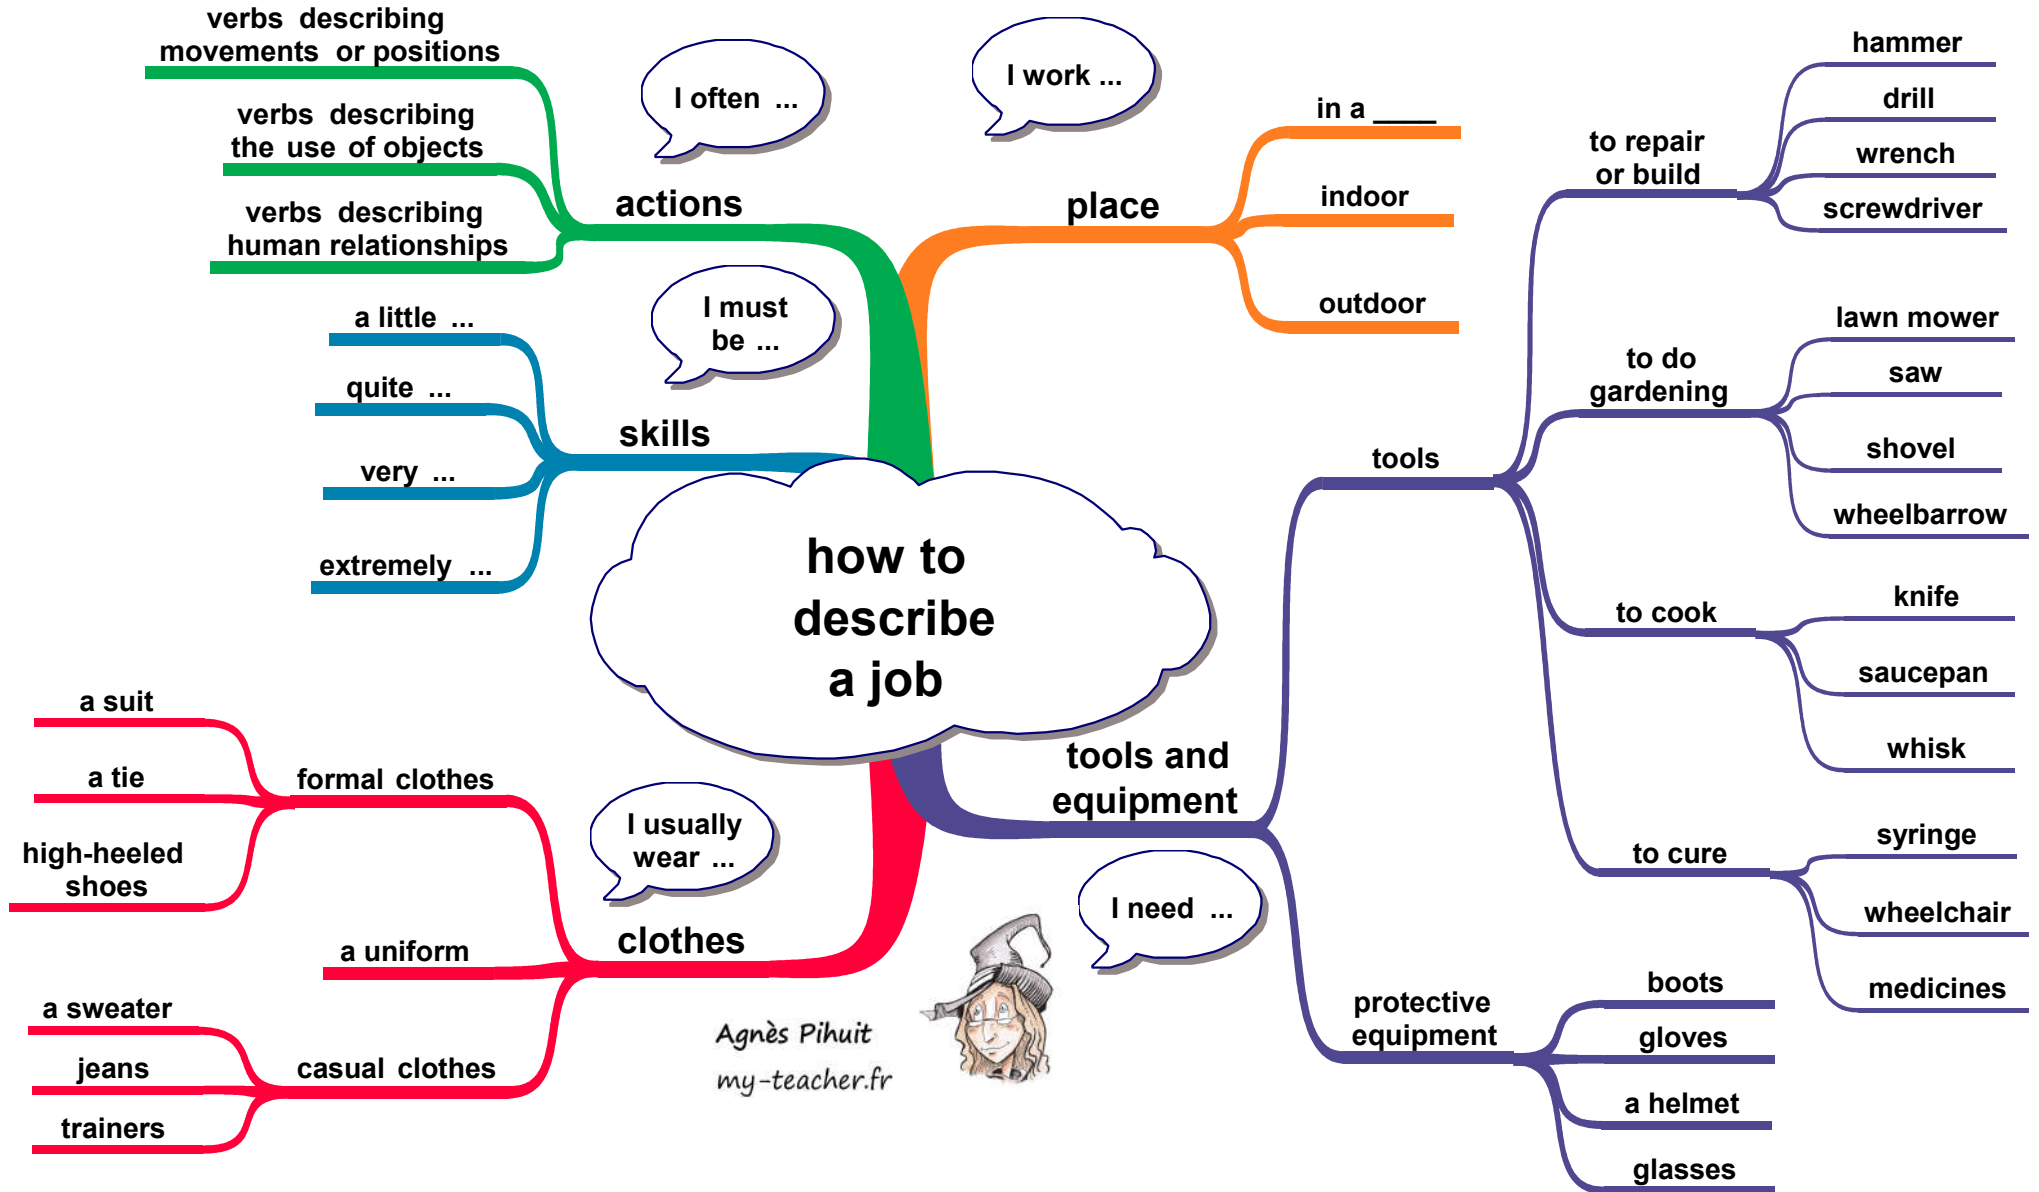 verbs describing
movements or positions
verbs describing
the use of objects
verbs describing
human relationships
actions
I often ...
a little ...
quite ...
very ...
extremely ...
skills
I must
be ...
I work ...
place
in a ____
indoor
outdoor
how to
describe
a job
a suit
a tie
high-heeled
shoes
formal clothes
a uniform
a sweater
jeans
trainers
casual clothes
clothes
I usually
wear ...
tools and
equipment
I need ...
tools
to repair
or build
hammer
drill
wrench
screwdriver
to do
gardening
lawn mower
saw
shovel
wheelbarrow
to cook
knife
saucepan
whisk
to cure
syringe
wheelchair
medicines
protective
equipment
boots
gloves
a helmet
glasses
Agnès Pihuit
my-teacher.fr